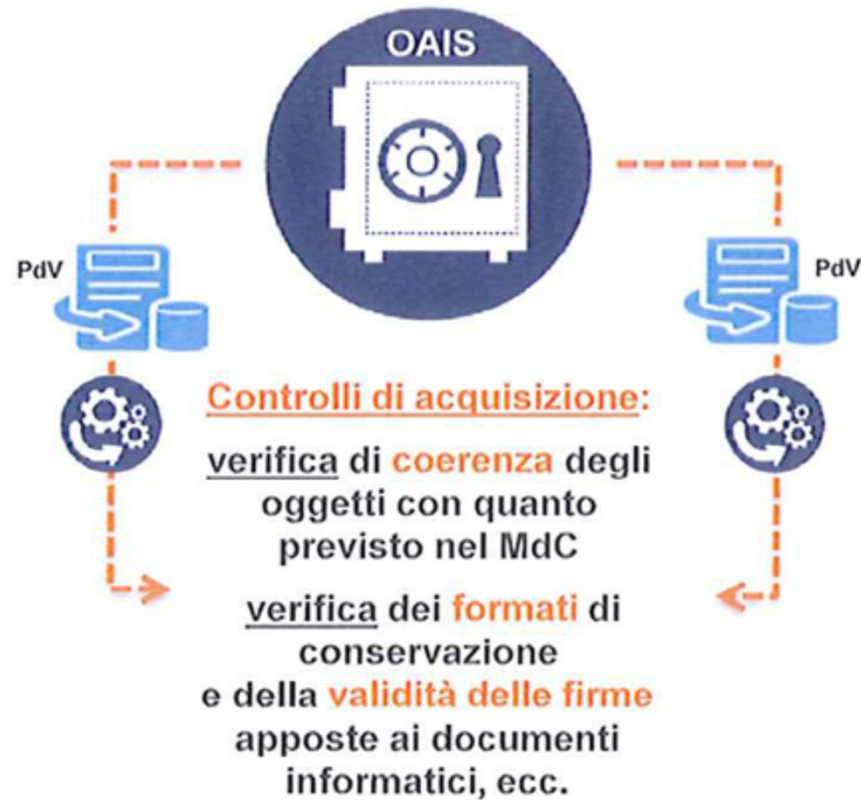 OAIS
PdV
PdV
Controlli di acquisizione:
verifica di coerenza degli
oggetti con quanto
previsto nel MdC
verifica dei formati di
conservazione
e della validità delle firme
apposte ai documenti
informatici, ecc.